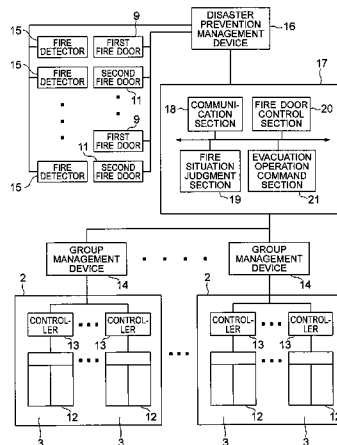 9
15
FIRE
DETECTOR
FIRST
FIRE DOOR
DISASTER
PREVENTION
MANAGEMENT
DEVICE
16
15
FIRE
DETECTOR
SECOND
FIRE DOOR
11
9
FIRST
FIRE DOOR
11
FIRE
DETECTOR
SECOND
FIRE DOOR
15
17
18
COMMUNI-
CATION
SECTION
FIRE DOOR
CONTROL
SECTION
20
FIRE
SITUATION
JUDGMENT
SECTION
19
EVACUATION
OPERATION
COMMAND
SECTION
21
GROUP
MANAGEMENT
DEVICE
14
GROUP
MANAGEMENT
DEVICE
14
2
CONTROL-
LER
13
CONTROL-
LER
13
12
12
3
3
2
CONTROL-
LER
13
CONTROL-
LER
13
12
12
3
3